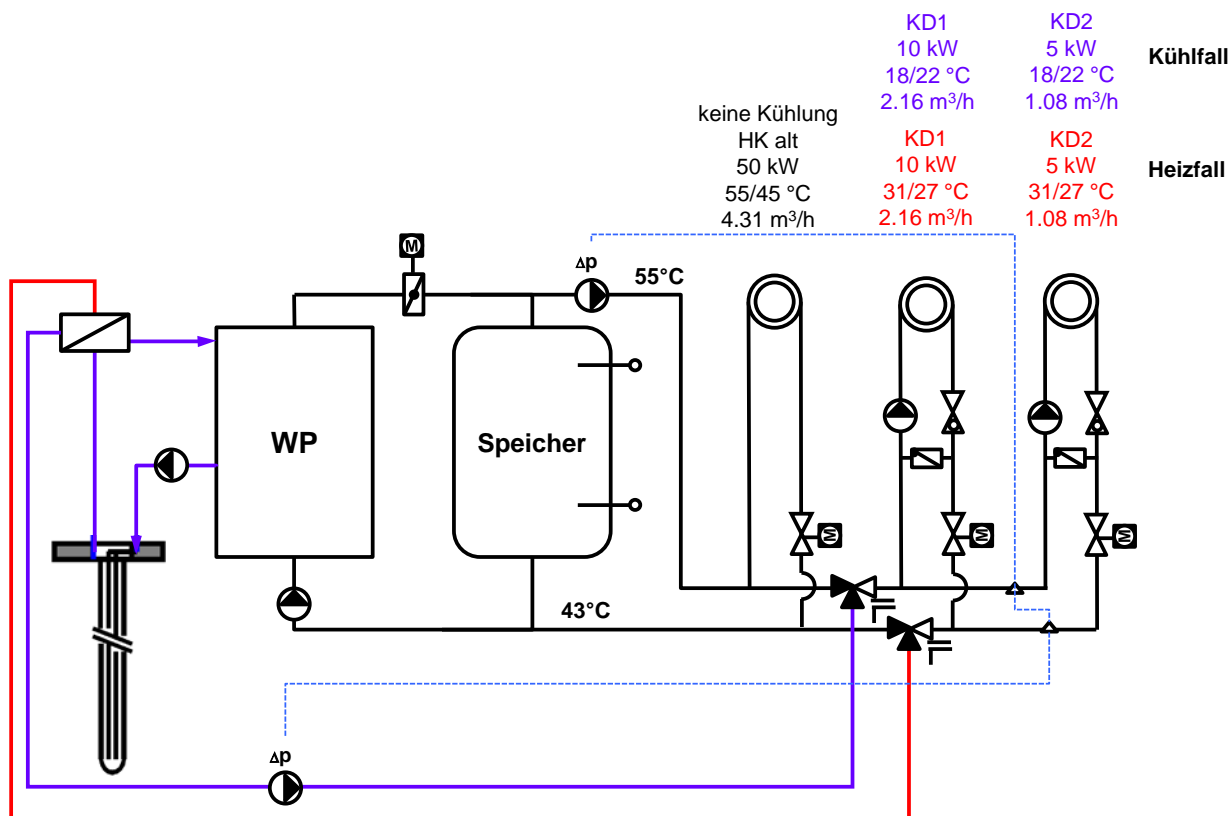 KD1
10 kW
18/22 °C
2.16 m³/h
KD2
5 kW
18/22 °C
1.08 m³/h
Kühlfall
keine Kühlung
HK alt
50 kW
55/45 °C
4.31 m³/h
KD1
10 kW
31/27 °C
2.16 m³/h
KD2
5 kW
31/27 °C
1.08 m³/h
Heizfall
M
Δp
55°C
WP
Speicher
M
M
M
43°C
Δp